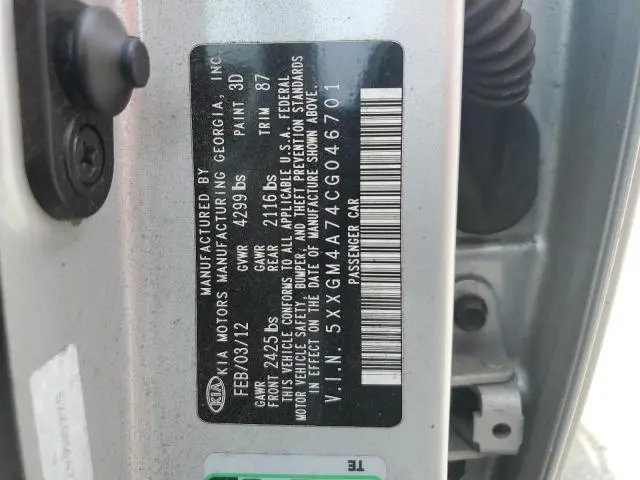 MANUFACTURED BY
KIA KIA MOTORS MANUFACTURING GEORGIA, INC.
FEB/03/12 GVWR 4299 lbs PAINT 3D
GAWR FRONT 2425 lbs GAWR REAR 2116 lbs TRIM 87
THIS VEHICLE CONFORMS TO ALL APPLICABLE U.S.A. FEDERAL
MOTOR VEHICLE SAFETY, BUMPER, AND THEFT PREVENTION STANDARDS
IN EFFECT ON THE DATE OF MANUFACTURE SHOWN ABOVE.
V.I.N. 5XXGM4A74CG046701
PASSENGER CAR
TE